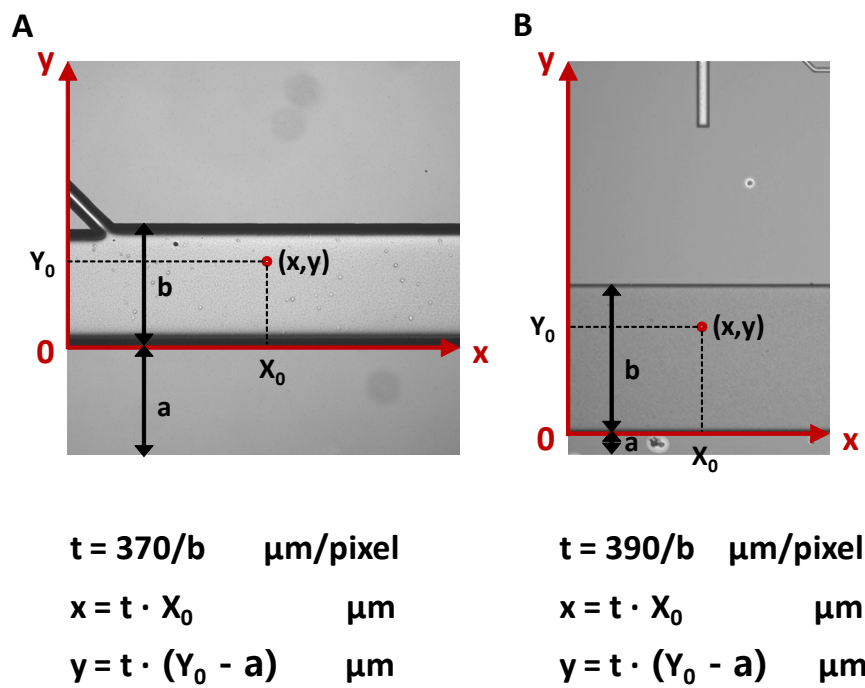 A
y
Y₀
b
(x,y)
0
X₀
x
a
t = 370/b μm/pixel
x = t · X₀ μm
y = t · (Y₀ - a) μm
B
y
Y₀
(x,y)
b
0
a
X₀
x
t = 390/b μm/pixel
x = t · X₀ μm
y = t · (Y₀ - a) μm